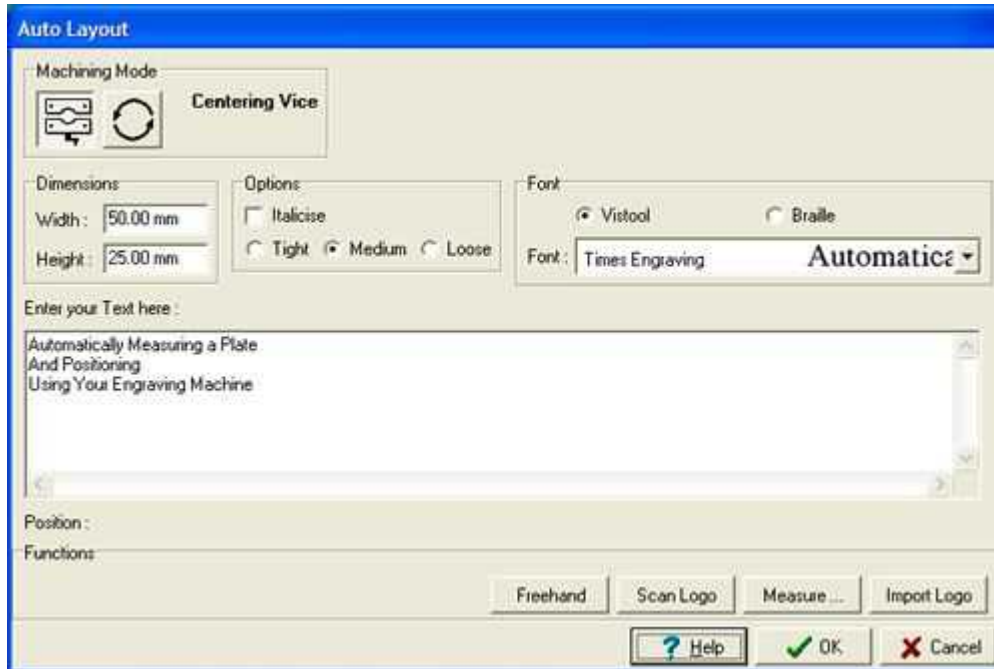 Auto Layout
Machining Mode
Centering Vice
Dimensions
Width : 50.00 mm
Height : 25.00 mm
Options
Italicise
Tight Medium Loose
Font
Vistool Braille
Font : Times Engraving Automatica
Enter your Text here :
Automatically Measuring a Plate
And Positioning
Using Your Engraving Machine
Position :
Functions
Freehand Scan Logo Measure ... Import Logo
? Help OK Cancel